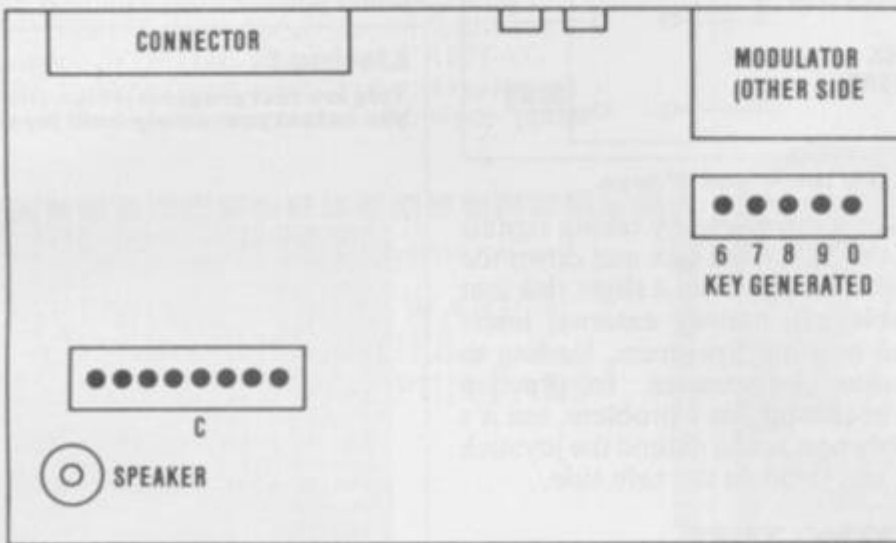 CONNECTOR
MODULATOR
(OTHER SIDE
6 7 8 9 0
KEY GENERATED
C
SPEAKER